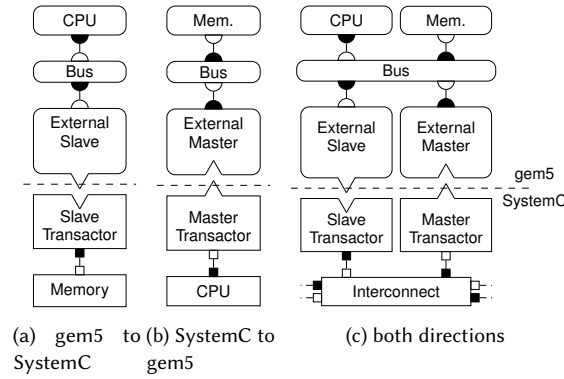 CPU
Mem.
CPU
Mem.
Bus
Bus
Bus
External
Slave
External
Master
External
Slave
External
Master
gem5
SystemC
Slave
Transactor
Master
Transactor
Slave
Transactor
Master
Transactor
Memory
CPU
Interconnect
(a) gem5 to
SystemC
(b) SystemC to
gem5
(c) both directions